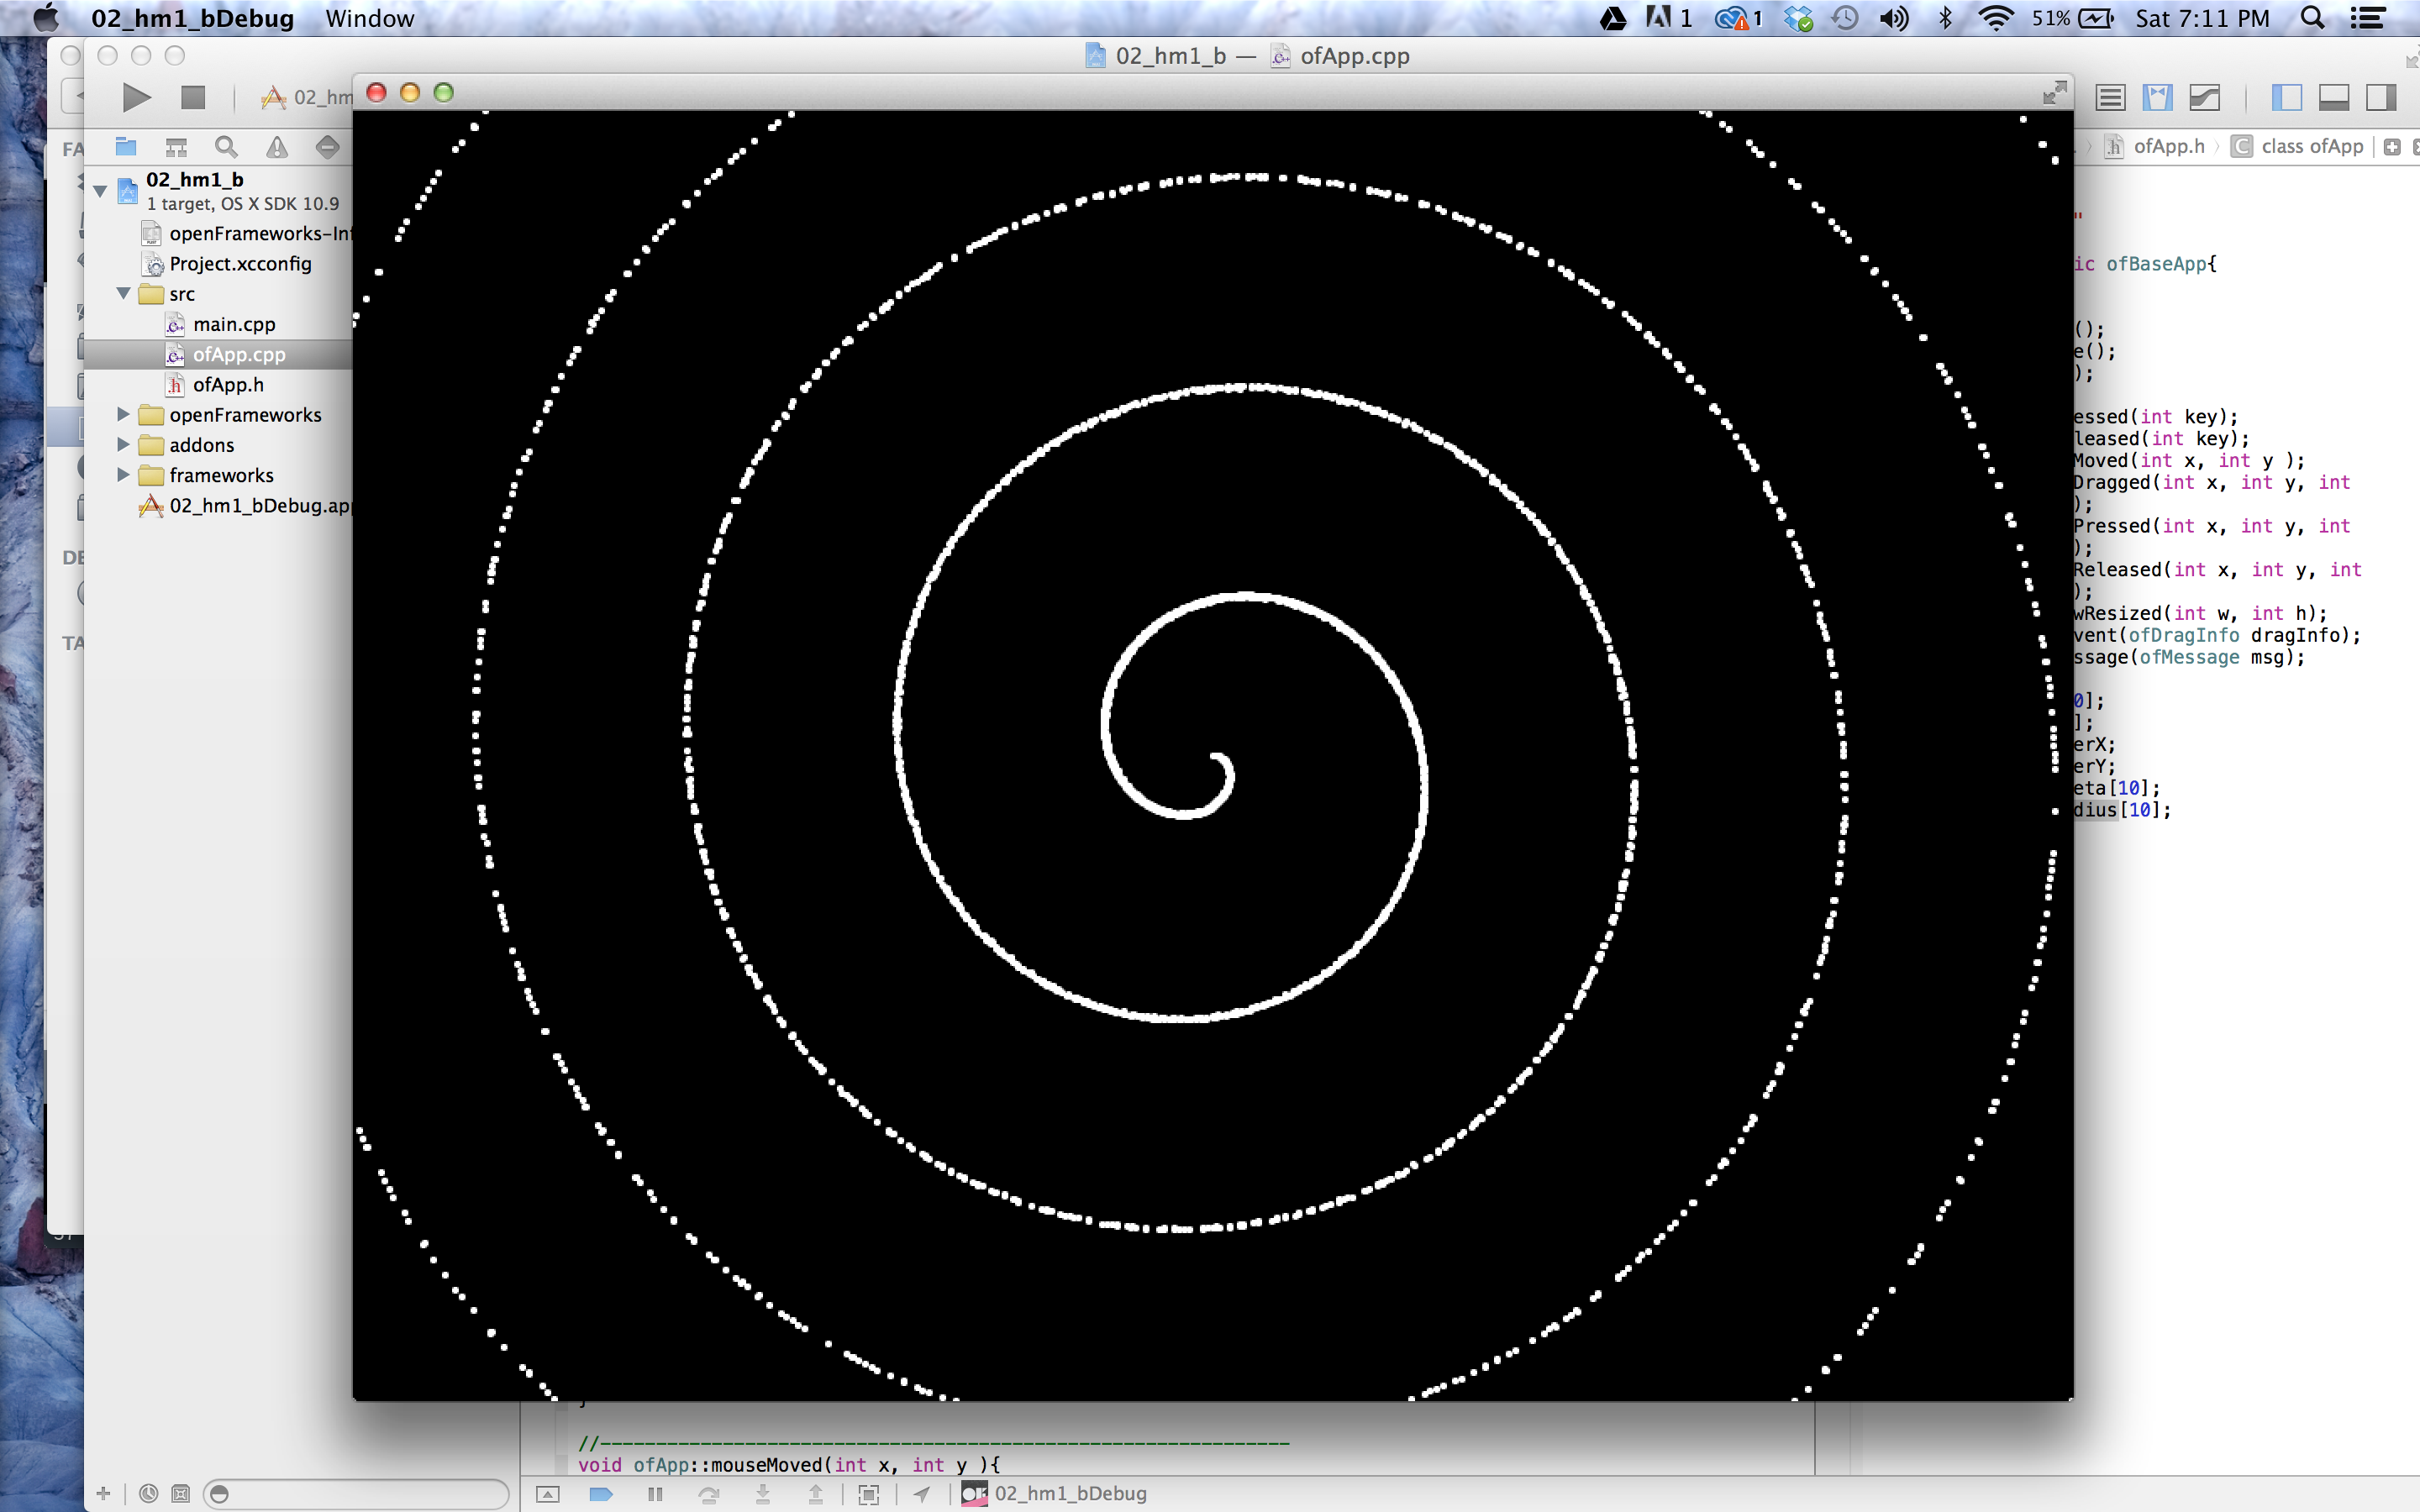 02_hm1_bDebug Window
1 1 51% Sat 7:11 PM
02_hm1_b — ofApp.cpp
02_hm
FA
ofApp.h class ofApp
02_hm1_b
1 target, OS X SDK 10.9
openFrameworks-Inf
Project.xcconfig
src
main.cpp
ofApp.cpp
ofApp.h
openFrameworks
addons
frameworks
02_hm1_bDebug.app
DE
TA
"
ic ofBaseApp{
();
e();
);
essed(int key);
leased(int key);
Moved(int x, int y );
Dragged(int x, int y, int
);
Pressed(int x, int y, int
);
Released(int x, int y, int
);
wResized(int w, int h);
vent(ofDragInfo dragInfo);
ssage(ofMessage msg);
0];
];
erX;
erY;
eta[10];
dius[10];
}
//--------------------------------------------------------------
void ofApp::mouseMoved(int x, int y ){
02_hm1_bDebug